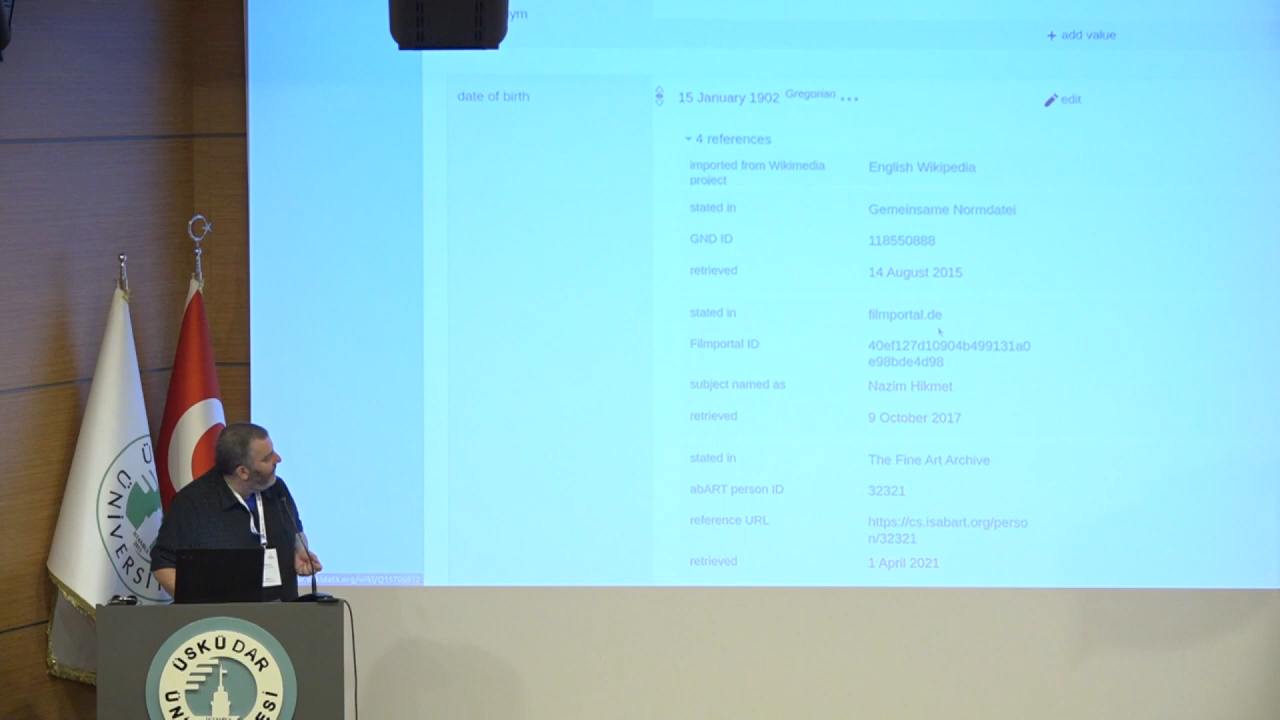 + add value
date of birth
15 January 1902 Gregorian
edit
4 references
imported from Wikimedia
project
English Wikipedia
stated in
Gemeinsame Normdatei
GND ID
118550888
retrieved
14 August 2015
stated in
filmportal.de
Filmportal ID
40ef127d10904b499131a0
e98bde4d98
subject named as
Nazim Hikmet
retrieved
9 October 2017
stated in
The Fine Art Archive
abART person ID
32321
reference URL
https://cs.isabart.org/perso
n/32321
retrieved
1 April 2021
ÜSKÜDAR